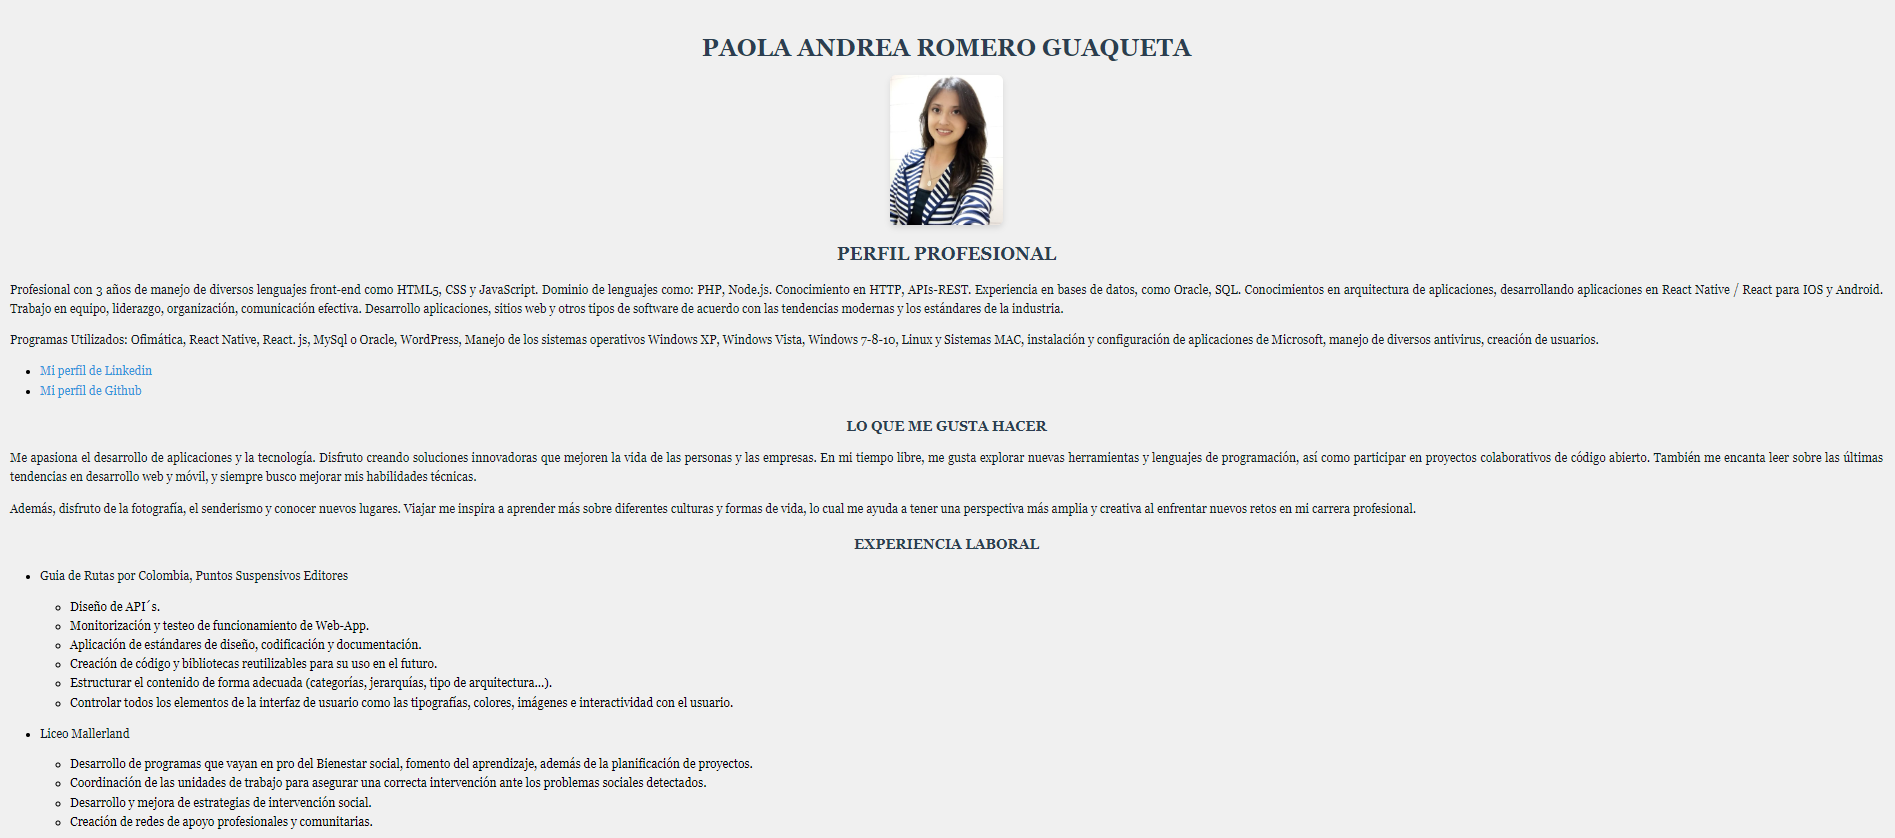 PAOLA ANDREA ROMERO GUAQUETA
PERFIL PROFESIONAL
Profesional con 3 años de manejo de diversos lenguajes front-end como HTML5, CSS y JavaScript. Dominio de lenguajes como: PHP, Node.js. Conocimiento en HTTP, APIs-REST. Experiencia en bases de datos, como Oracle, SQL. Conocimientos en arquitectura de aplicaciones, desarrollando aplicaciones en React Native / React para IOS y Android.
Trabajo en equipo, liderazgo, organización, comunicación efectiva. Desarrollo aplicaciones, sitios web y otros tipos de software de acuerdo con las tendencias modernas y los estándares de la industria.
Programas Utilizados: Ofimática, React Native, React. js, MySql o Oracle, WordPress, Manejo de los sistemas operativos Windows XP, Windows Vista, Windows 7-8-10, Linux y Sistemas MAC, instalación y configuración de aplicaciones de Microsoft, manejo de diversos antivirus, creación de usuarios.
• Mi perfil de Linkedin
• Mi perfil de Github
LO QUE ME GUSTA HACER
Me apasiona el desarrollo de aplicaciones y la tecnología. Disfruto creando soluciones innovadoras que mejoren la vida de las personas y las empresas. En mi tiempo libre, me gusta explorar nuevas herramientas y lenguajes de programación, así como participar en proyectos colaborativos de código abierto. También me encanta leer sobre las últimas
tendencias en desarrollo web y móvil, y siempre busco mejorar mis habilidades técnicas.
Además, disfruto de la fotografía, el senderismo y conocer nuevos lugares. Viajar me inspira a aprender más sobre diferentes culturas y formas de vida, lo cual me ayuda a tener una perspectiva más amplia y creativa al enfrentar nuevos retos en mi carrera profesional.
EXPERIENCIA LABORAL
• Guia de Rutas por Colombia, Puntos Suspensivos Editores
◦ Diseño de API´s.
◦ Monitorización y testeo de funcionamiento de Web-App.
◦ Aplicación de estándares de diseño, codificación y documentación.
◦ Creación de código y bibliotecas reutilizables para su uso en el futuro.
◦ Estructurar el contenido de forma adecuada (categorías, jerarquías, tipo de arquitectura...).
◦ Controlar todos los elementos de la interfaz de usuario como las tipografías, colores, imágenes e interactividad con el usuario.
• Liceo Mallerland
◦ Desarrollo de programas que vayan en pro del Bienestar social, fomento del aprendizaje, además de la planificación de proyectos.
◦ Coordinación de las unidades de trabajo para asegurar una correcta intervención ante los problemas sociales detectados.
◦ Desarrollo y mejora de estrategias de intervención social.
◦ Creación de redes de apoyo profesionales y comunitarias.